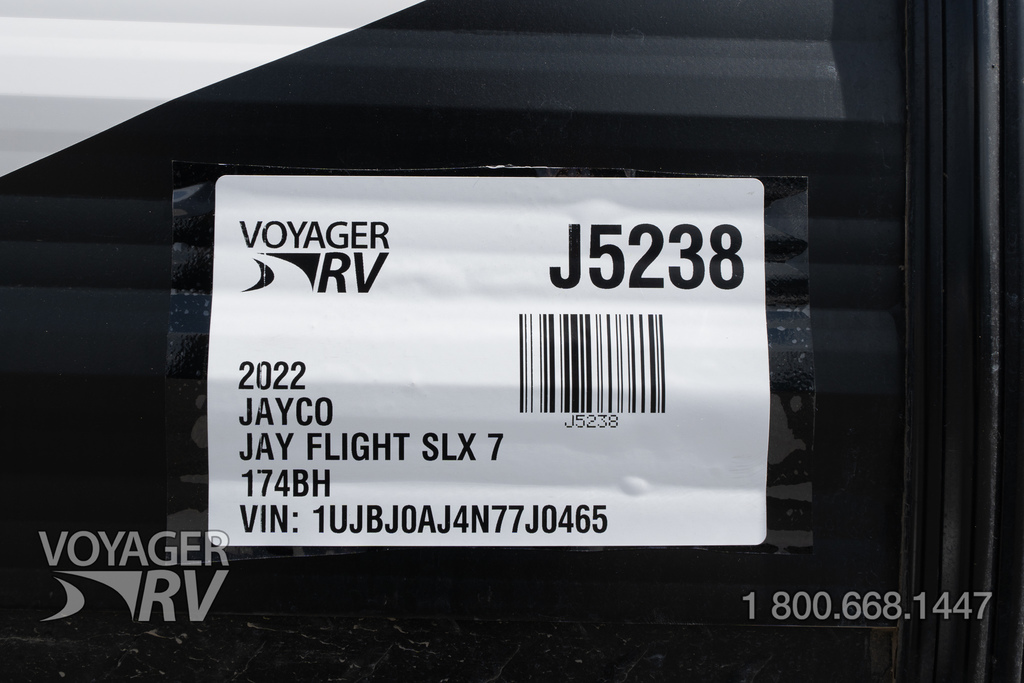 VOYAGER
RV
J5238
J5238
2022
JAYCO
JAY FLIGHT SLX 7
174BH
VIN: 1UJBJ0AJ4N77J0465
VOYAGER
RV
1 800.668.1447